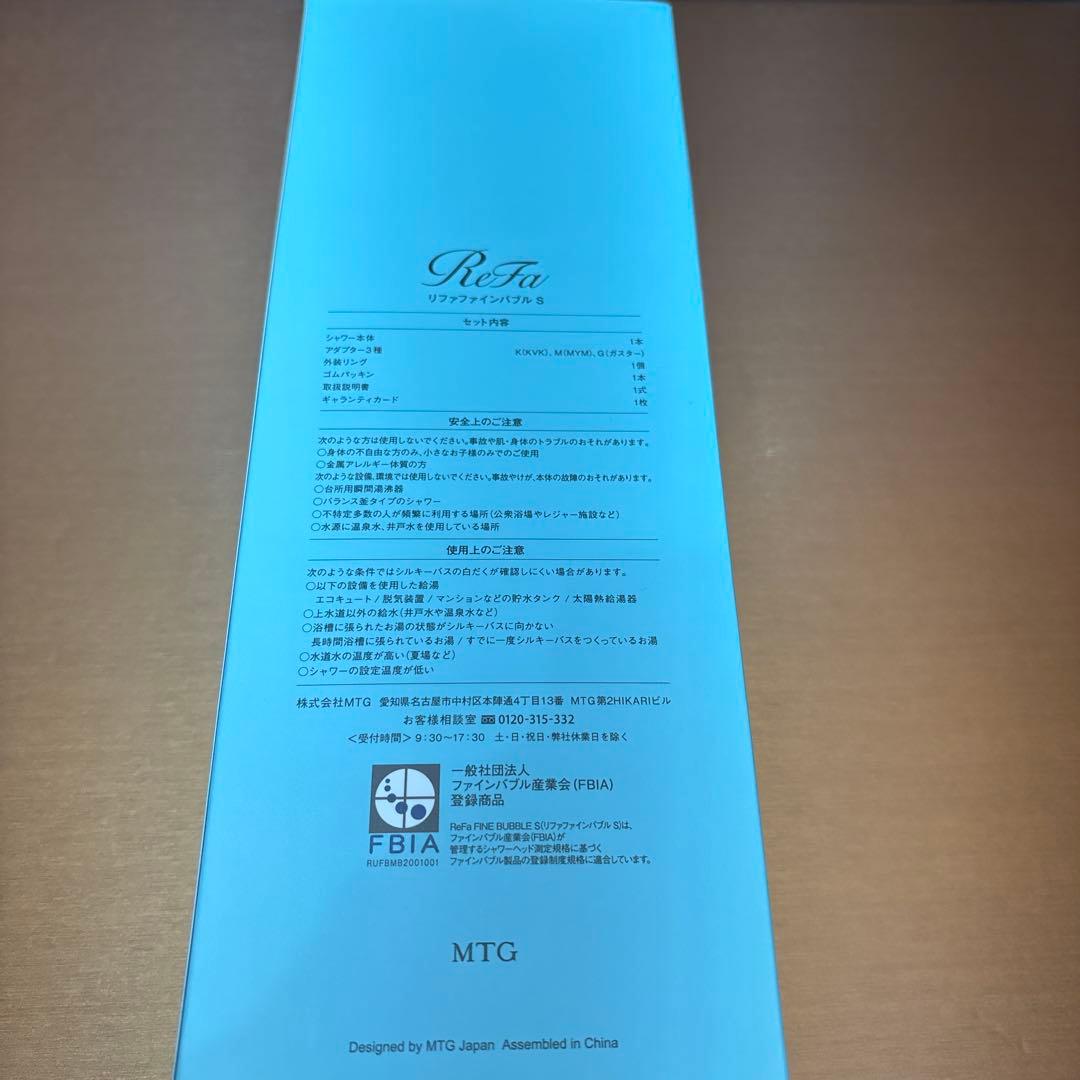 ReFa
リファファインバブル S
セット内容
シャワー本体 1本
アダプター3種 K(KVK)、M(MYM)、G(ガスター)
外装リング 1個
ゴムパッキン 1本
取扱説明書 1式
ギャランティカード 1枚
安全上のご注意
次のような方は使用しないでください。事故や肌・身体のトラブルのおそれがあります。
○身体の不自由な方のみ、小さなお子様のみでのご使用
○金属アレルギー体質の方
次のような設備、環境では使用しないでください。事故やけが、本体の故障のおそれがあります。
○台所用瞬間湯沸器
○バランス釜タイプのシャワー
○不特定多数の人が頻繁に利用する場所(公衆浴場やレジャー施設など)
○水源に温泉水、井戸水を使用している場所
使用上のご注意
次のような条件ではシルキーバスの白だくが確認しにくい場合があります。
○以下の設備を使用した給湯
エコキュート / 脱気装置 / マンションなどの貯水タンク / 太陽熱給湯器
○上水道以外の給水(井戸水や温泉水など)
○浴槽に張られたお湯の状態がシルキーバスに向かない
長時間浴槽に張られているお湯 / すでに一度シルキーバスをつくっているお湯
○水道水の温度が高い(夏場など)
○シャワーの設定温度が低い
株式会社MTG 愛知県名古屋市中村区本陣通4丁目13番 MTG第2HIKARIビル
お客様相談室 0120-315-332
＜受付時間＞9:30～17:30 土・日・祝日・弊社休業日を除く
一般社団法人
ファインバブル産業会(FBIA)
登録商品
FBIA
RUFBMB2001001
ReFa FINE BUBBLE S(リファファインバブル S)は、
ファインバブル産業会(FBIA)が
管理するシャワーヘッド測定規格に基づく
ファインバブル製品の登録制度規格に適合しています。
MTG
Designed by MTG Japan Assembled in China